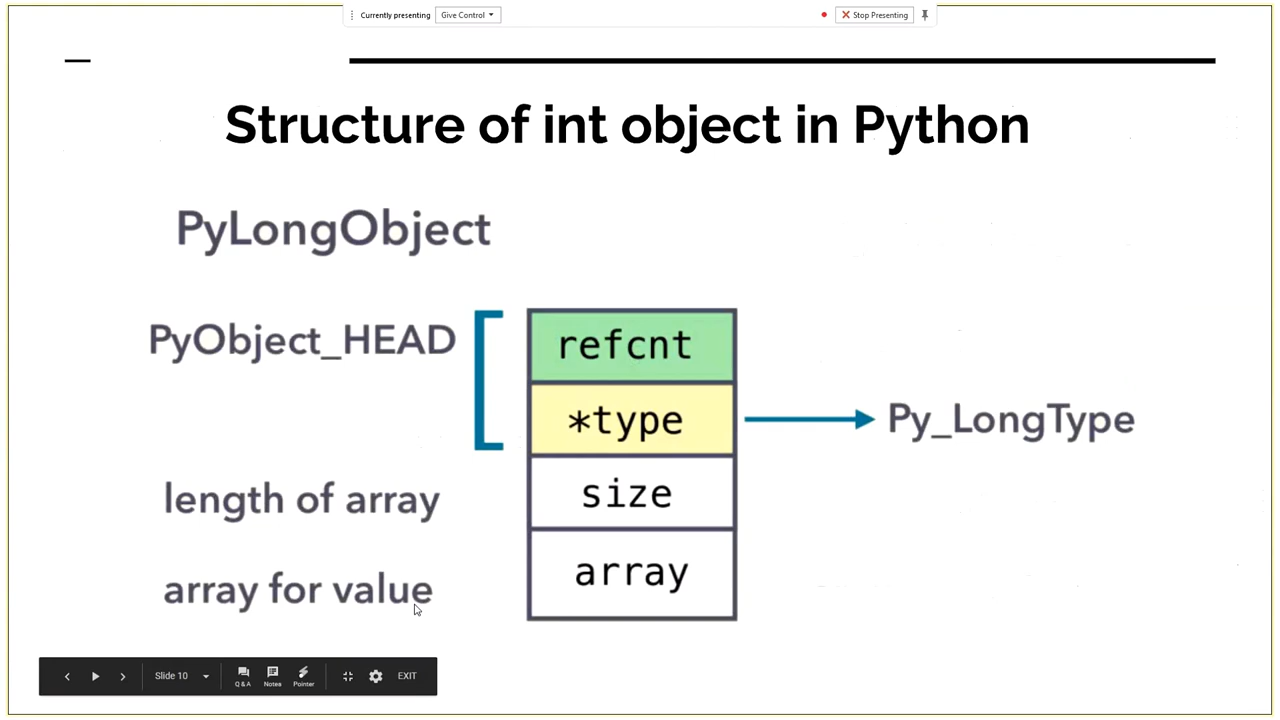 Currently presenting Give Control Stop Presenting
Structure of int object in Python
PyLongObject
PyObject_HEAD
refcnt
*type
Py_LongType
length of array
size
array for value
array
Slide 10
Q & A Notes Pointer
EXIT